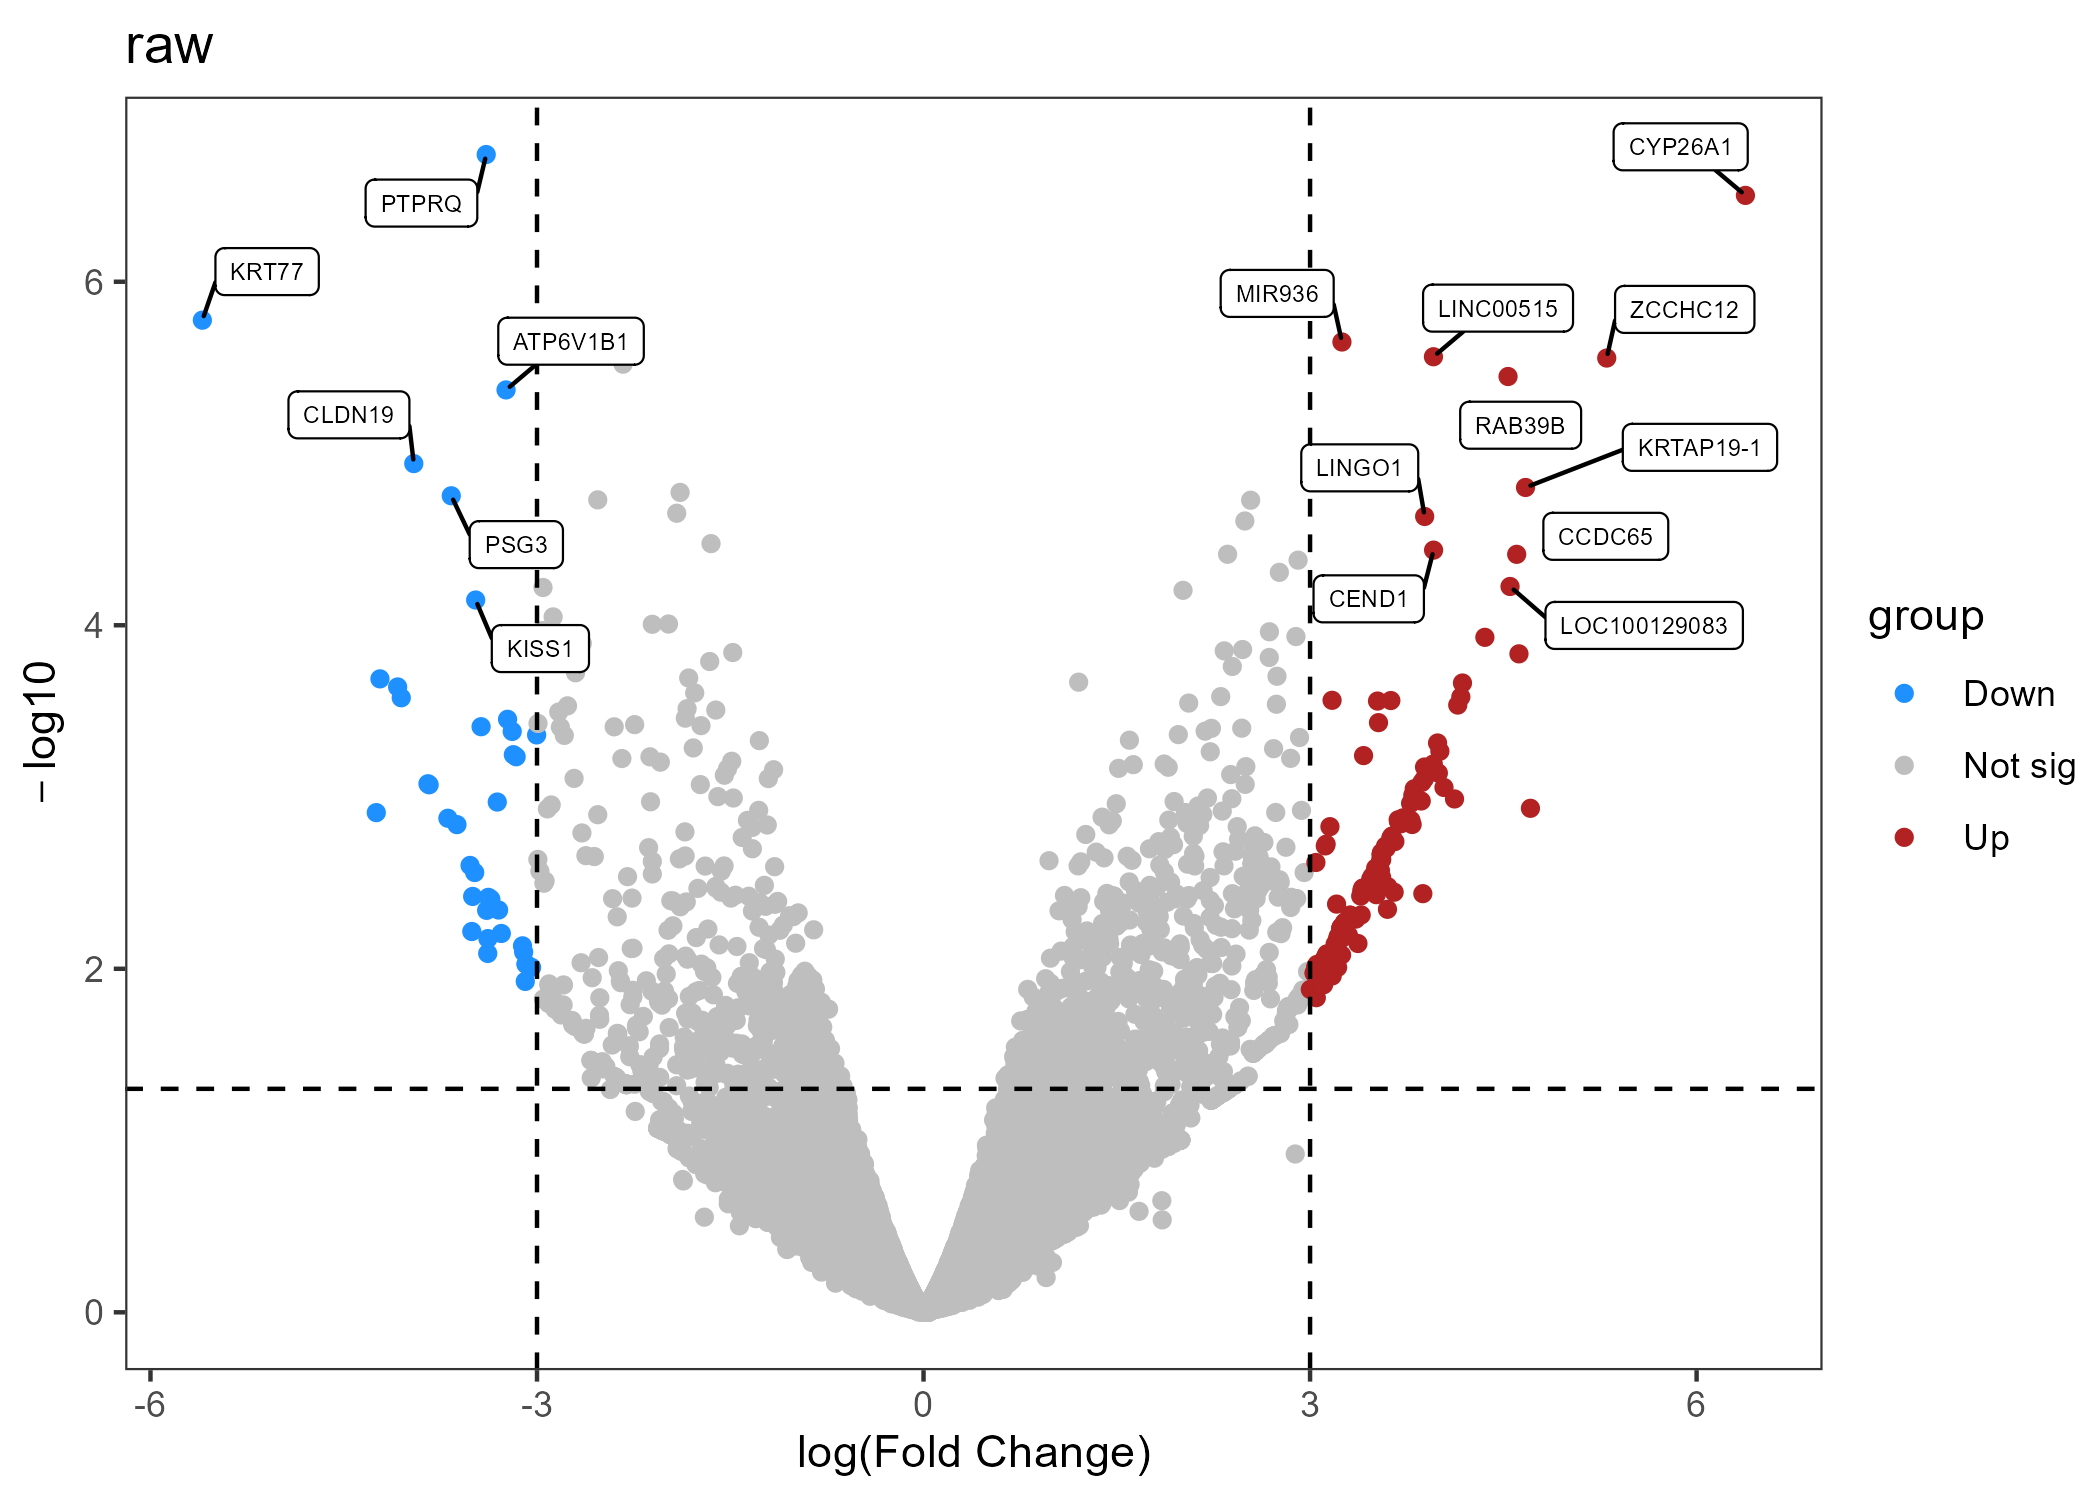 raw
CYP26A1
PTPRQ
KRT77
MIR936
LINC00515
ZCCHC12
ATP6V1B1
CLDN19
RAB39B
KRTAP19-1
LINGO1
PSG3
CCDC65
CEND1
LOC100129083
KISS1
6
4
2
0
− log10
-6
-3
0
3
6
log(Fold Change)
group
Down
Not sig
Up